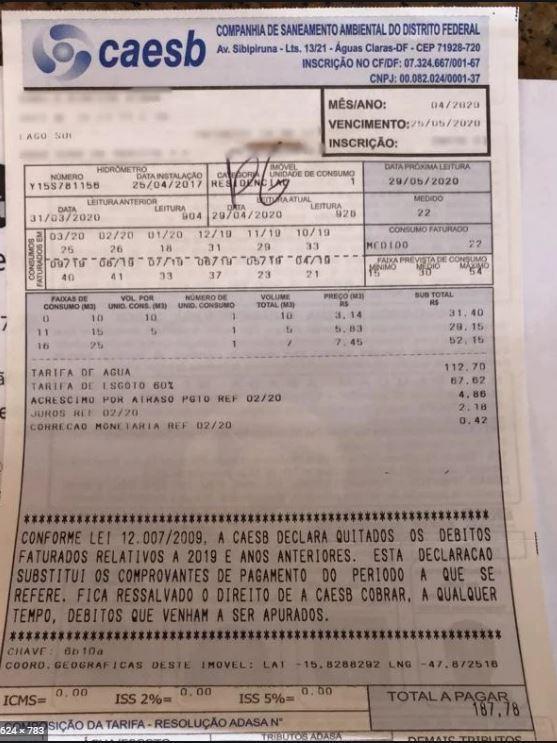 caesb
COMPANHIA DE SANEAMENTO AMBIENTAL DO DISTRITO FEDERAL
Av. Sibipiruna - Lts. 13/21 - Águas Claras-DF - CEP 71928-720
INSCRIÇÃO NO CF/DF: 07.324.667/001-67
CNPJ: 00.082.024/0001-37
MÊS/ANO: 04/2020
VENCIMENTO: 25/05/2020
INSCRIÇÃO:
LAGO SUL
HIDRÔMETRO IMÓVEL DATA PRÓXIMA LEITURA
NÚMERO DATA INSTALAÇÃO CATEGORIA UNIDADE DE CONSUMO
Y15S781156 25/04/2017 RESIDENCIAL 1 29/05/2020
LEITURA ANTERIOR LEITURA ATUAL MEDIDO
DATA LEITURA DATA LEITURA 22
31/03/2020 904 29/04/2020 926
CONSUMOS FATURADOS EM
03/20 02/20 01/20 12/19 11/19 10/19 CONSUMO FATURADO
25 26 18 31 29 33 MEDIDO 22
09/19 08/19 07/19 06/19 05/19 04/19 FAIXA PREVISTA DE CONSUMO
40 41 33 37 23 21 MÍNIMO MÉDIO MÁXIMO
15 30 54
FAIXAS DE CONSUMO (M3) VOL. POR UNID. CONS. (M3) NÚMERO DE UNID. CONSUMO VOLUME TOTAL (M3) PREÇO (M3) R$ SUB TOTAL R$
0 10 10 1 10 3,14 31,40
11 15 5 1 5 5,83 29,15
16 25 1 7 7,45 52,15
TARIFA DE AGUA 112,70
TARIFA DE ESGOTO 60% 67,62
ACRESCIMO POR ATRASO PGTO REF 02/20 4,86
JUROS REF 02/20 2,18
CORRECAO MONETARIA REF 02/20 0,42
CONFORME LEI 12.007/2009, A CAESB DECLARA QUITADOS OS DEBITOS
FATURADOS RELATIVOS A 2019 E ANOS ANTERIORES. ESTA DECLARACAO
SUBSTITUI OS COMPROVANTES DE PAGAMENTO DO PERIODO A QUE SE
REFERE. FICA RESSALVADO O DIREITO DE A CAESB COBRAR, A QUALQUER
TEMPO, DEBITOS QUE VENHAM A SER APURADOS.
CHAVE: 6b10a
COORD.GEOGRAFICAS DESTE IMOVEL: LAT -15.8288292 LNG -47.872516
ICMS= 0,00 ISS 2%= 0,00 ISS 5%= 0,00 TOTAL A PAGAR
187,78
624 × 783
COMPOSIÇÃO DA TARIFA - RESOLUÇÃO ADASA N°
TRIBUTOS ADASA DEMAIS TRIBUTOS